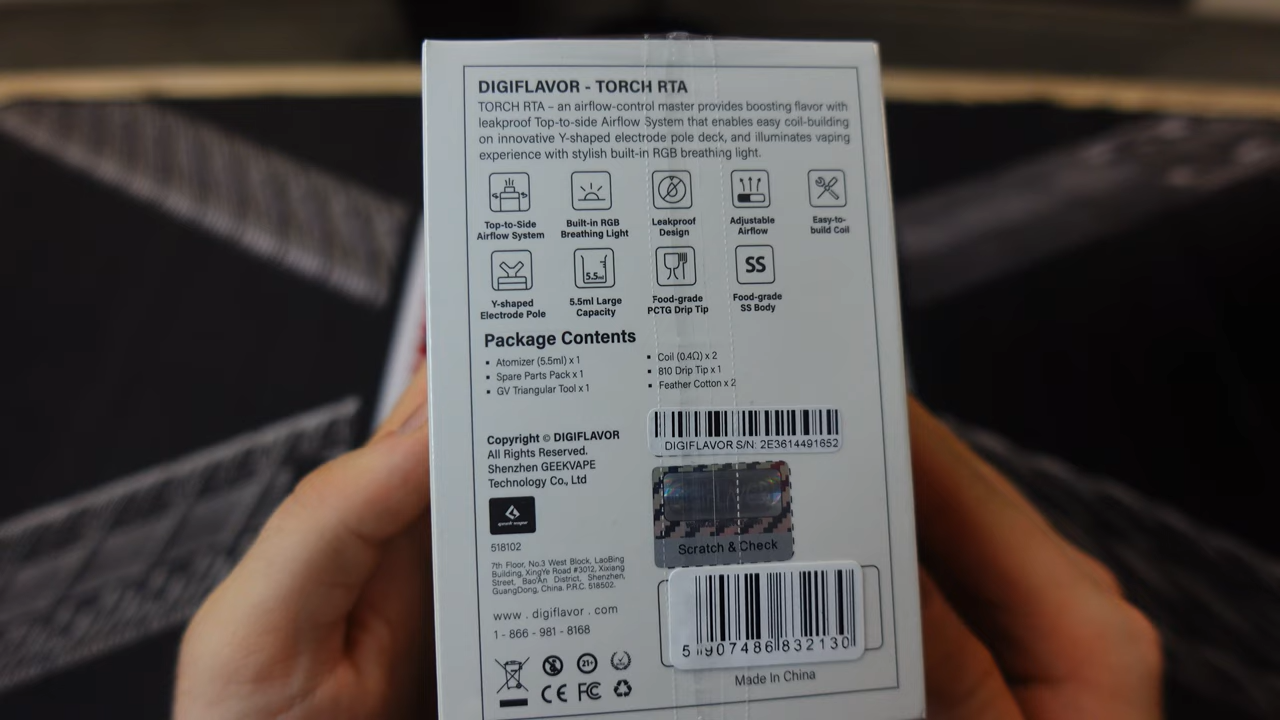 DIGIFLAVOR - TORCH RTA
TORCH RTA – an airflow-control master provides boosting flavor with
leakproof Top-to-side Airflow System that enables easy coil-building
on innovative Y-shaped electrode pole deck, and illuminates vaping
experience with stylish built-in RGB breathing light.
Top-to-Side
Airflow System
Built-in RGB
Breathing Light
Leakproof
Design
Adjustable
Airflow
Easy-to-
build Coil
5.5ml
SS
Y-shaped
Electrode Pole
5.5ml Large
Capacity
Food-grade
PCTG Drip Tip
Food-grade
SS Body
Package Contents
▪ Atomizer (5.5ml) x 1
▪ Spare Parts Pack x 1
▪ GV Triangular Tool x 1
▪ Coil (0.4Ω) x 2
▪ 810 Drip Tip x 1
▪ Feather Cotton x 2
DIGIFLAVOR S/N: 2E3614491652
Copyright © DIGIFLAVOR
All Rights Reserved.
Shenzhen GEEKVAPE
Technology Co., Ltd
Scratch & Check
518102
7th Floor, No.3 West Block, LaoBing
Building, XingYe Road #3012, Xixiang
Street, Bao'An District, Shenzhen,
GuangDong, China. P.R.C. 518502.
www . digiflavor . com
1 - 866 - 981 - 8168
5 907486 832130
21+
CE FC
Made In China